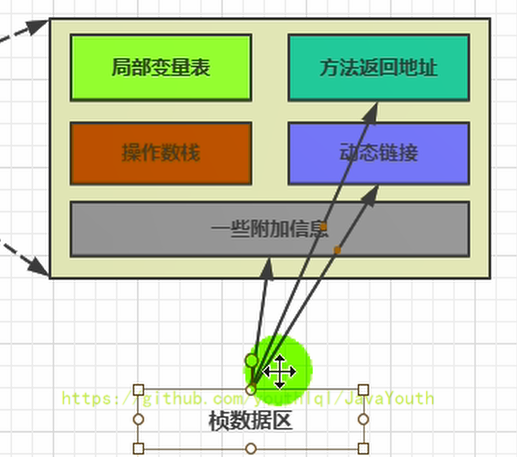 局部变量表
方法返回地址
操作数栈
动态链接
一些附加信息
https://github.com/youthlql/JavaYouth
桢数据区